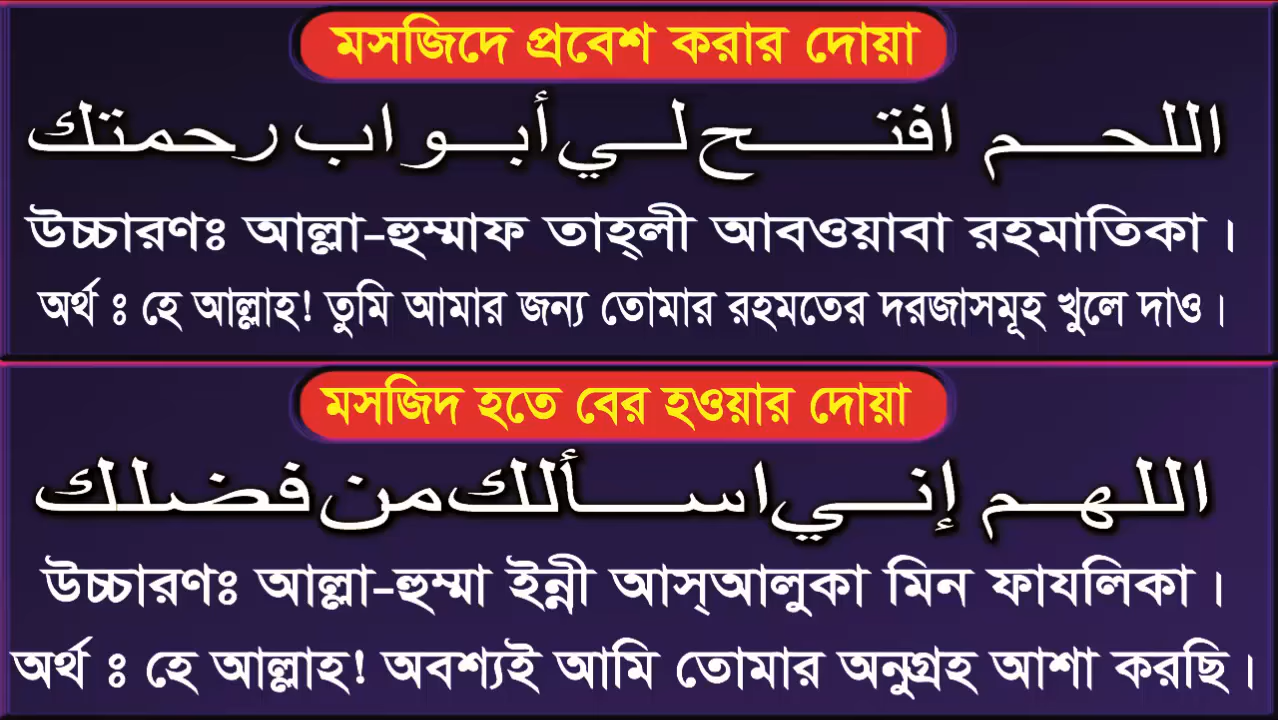 মসজিদে প্রবেশ করার দোয়া
اللحم افتح لي أبواب رحمتك
উচ্চারণঃ আল্লা-হুম্মাফ তাহ্‌লী আবওয়াবা রহমাতিকা।
অর্থ ঃ হে আল্লাহ! তুমি আমার জন্য তোমার রহমতের দরজাসমূহ খুলে দাও।
মসজিদ হতে বের হওয়ার দোয়া
اللهم إني اسألك من فضلك
উচ্চারণঃ আল্লা-হুম্মা ইন্নী আস্‌আলুকা মিন ফাযলিকা।
অর্থ ঃ হে আল্লাহ! অবশ্যই আমি তোমার অনুগ্রহ আশা করছি।